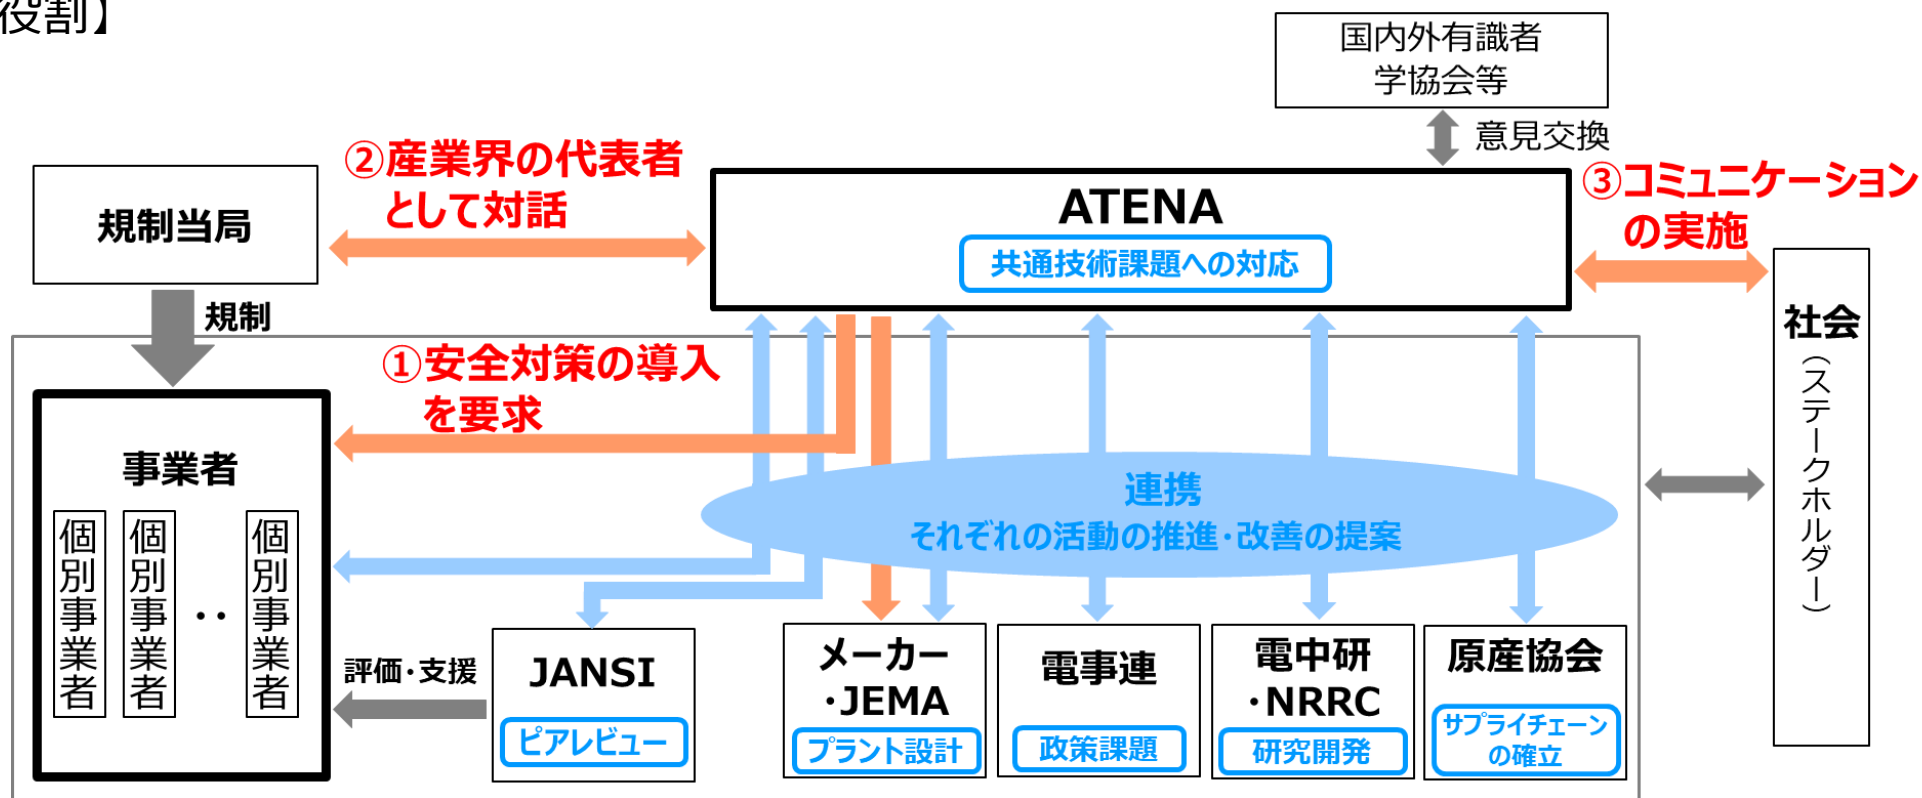 役割】
国内外有識者
学協会等
意見交換
②産業界の代表者
として対話
規制当局
ATENA
共通技術課題への対応
③コミュニケーション
の実施
規制
①安全対策の導入
を要求
社会
（ステークホルダー）
事業者
個別事業者
個別事業者
‥
個別事業者
連携
それぞれの活動の推進・改善の提案
評価・支援
JANSI
ピアレビュー
メーカー
・JEMA
プラント設計
電事連
政策課題
電中研
・NRRC
研究開発
原産協会
サプライチェーン
の確立